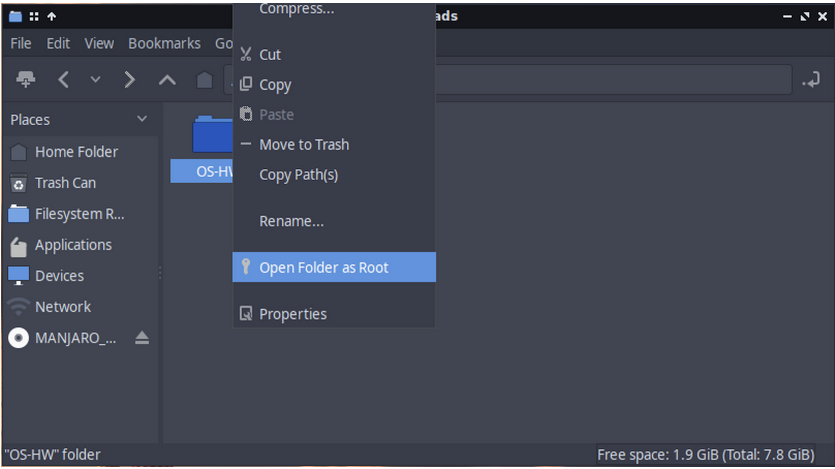 Compress...
ads
File Edit View Bookmarks Go
Cut
Copy
Paste
Move to Trash
Copy Path(s)
Rename...
Open Folder as Root
Properties
Places
Home Folder
Trash Can
Filesystem R...
Applications
Devices
Network
MANJARO_...
OS-HW
"OS-HW" folder
Free space: 1.9 GiB (Total: 7.8 GiB)